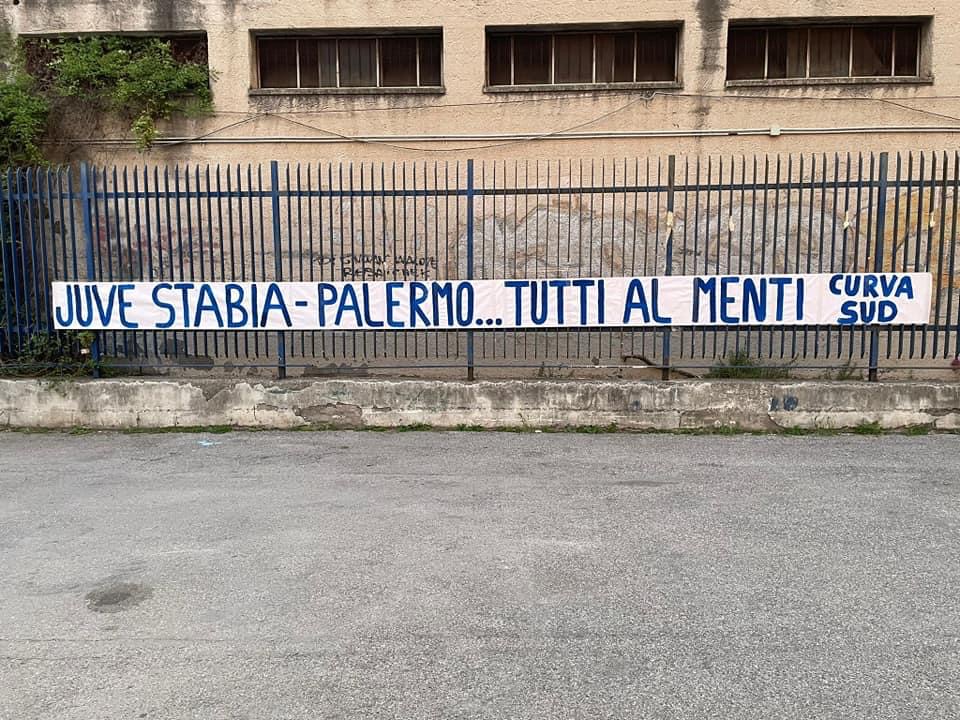 JUVE STABIA - PALERMO... TUTTI AL MENTI
CURVA
SUD